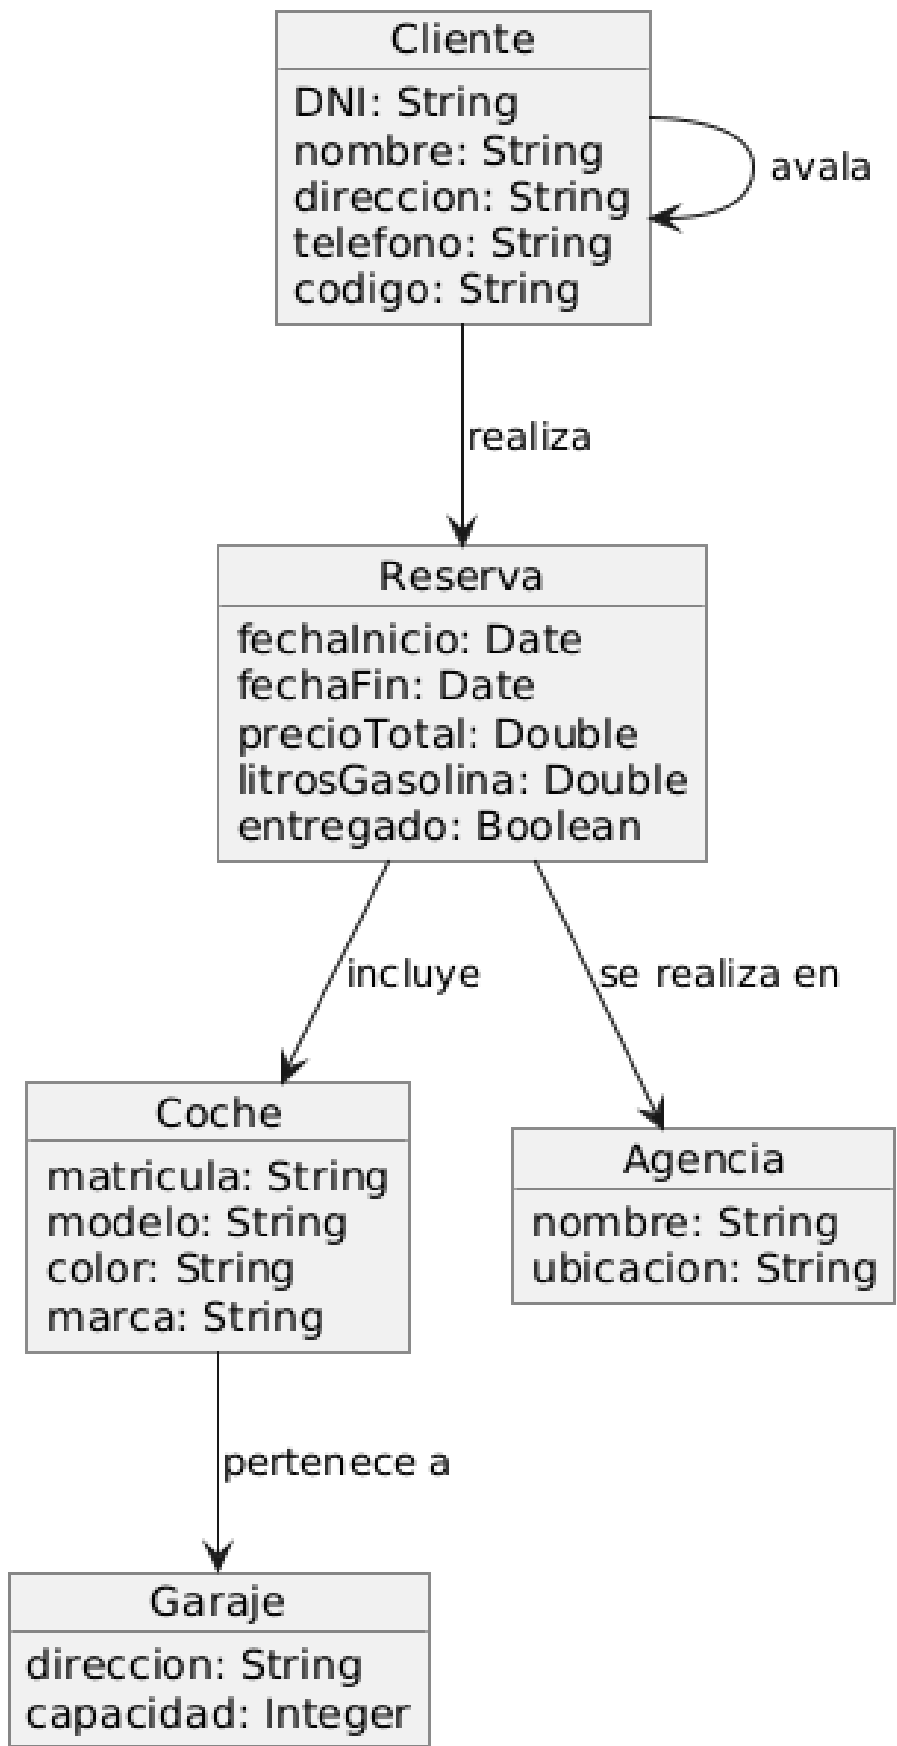 Cliente
DNI: String
nombre: String
direccion: String
telefono: String
codigo: String
avala
realiza
Reserva
fechaInicio: Date
fechaFin: Date
precioTotal: Double
litrosGasolina: Double
entregado: Boolean
incluye
se realiza en
Coche
matricula: String
modelo: String
color: String
marca: String
Agencia
nombre: String
ubicacion: String
pertenece a
Garaje
direccion: String
capacidad: Integer